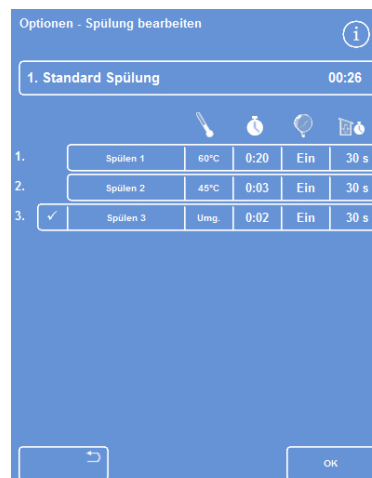 Optionen - Spülung bearbeiten
i
1. Standard Spülung 00:26
1. Spülen 1 60°C 0:20 Ein 30 s
2. Spülen 2 45°C 0:03 Ein 30 s
3. ✓ Spülen 3 Umg. 0:02 Ein 30 s
OK